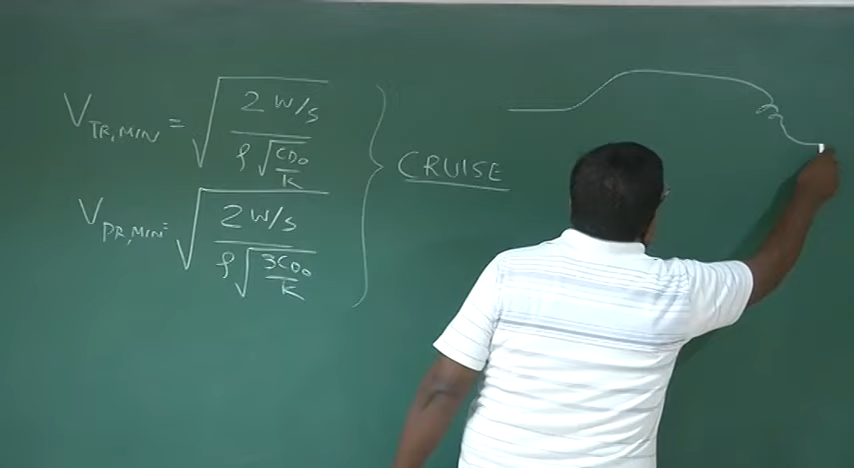 V_TR,MIN = √(2 W/S / ρ√(CD₀/K))
CRUISE
V_PR,MIN = √(2 W/S / ρ√(3CD₀/K))